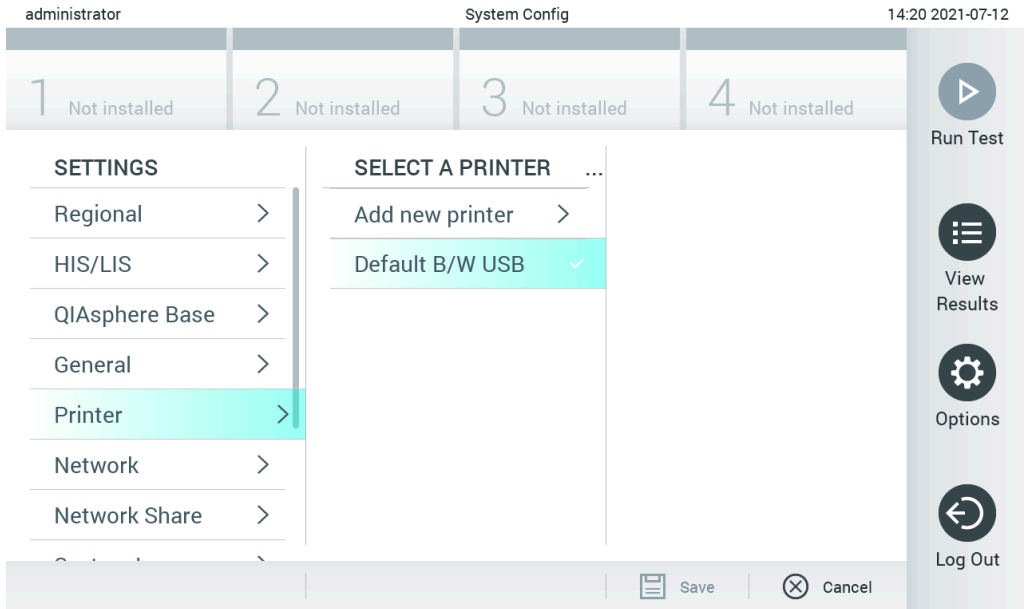 administrator
System Config
14:20 2021-07-12
1 Not installed
2 Not installed
3 Not installed
4 Not installed
Run Test
View
Results
Options
Log Out
SETTINGS
Regional
HIS/LIS
QIAsphere Base
General
Printer
Network
Network Share
SELECT A PRINTER ...
Add new printer
Default B/W USB
Save
Cancel